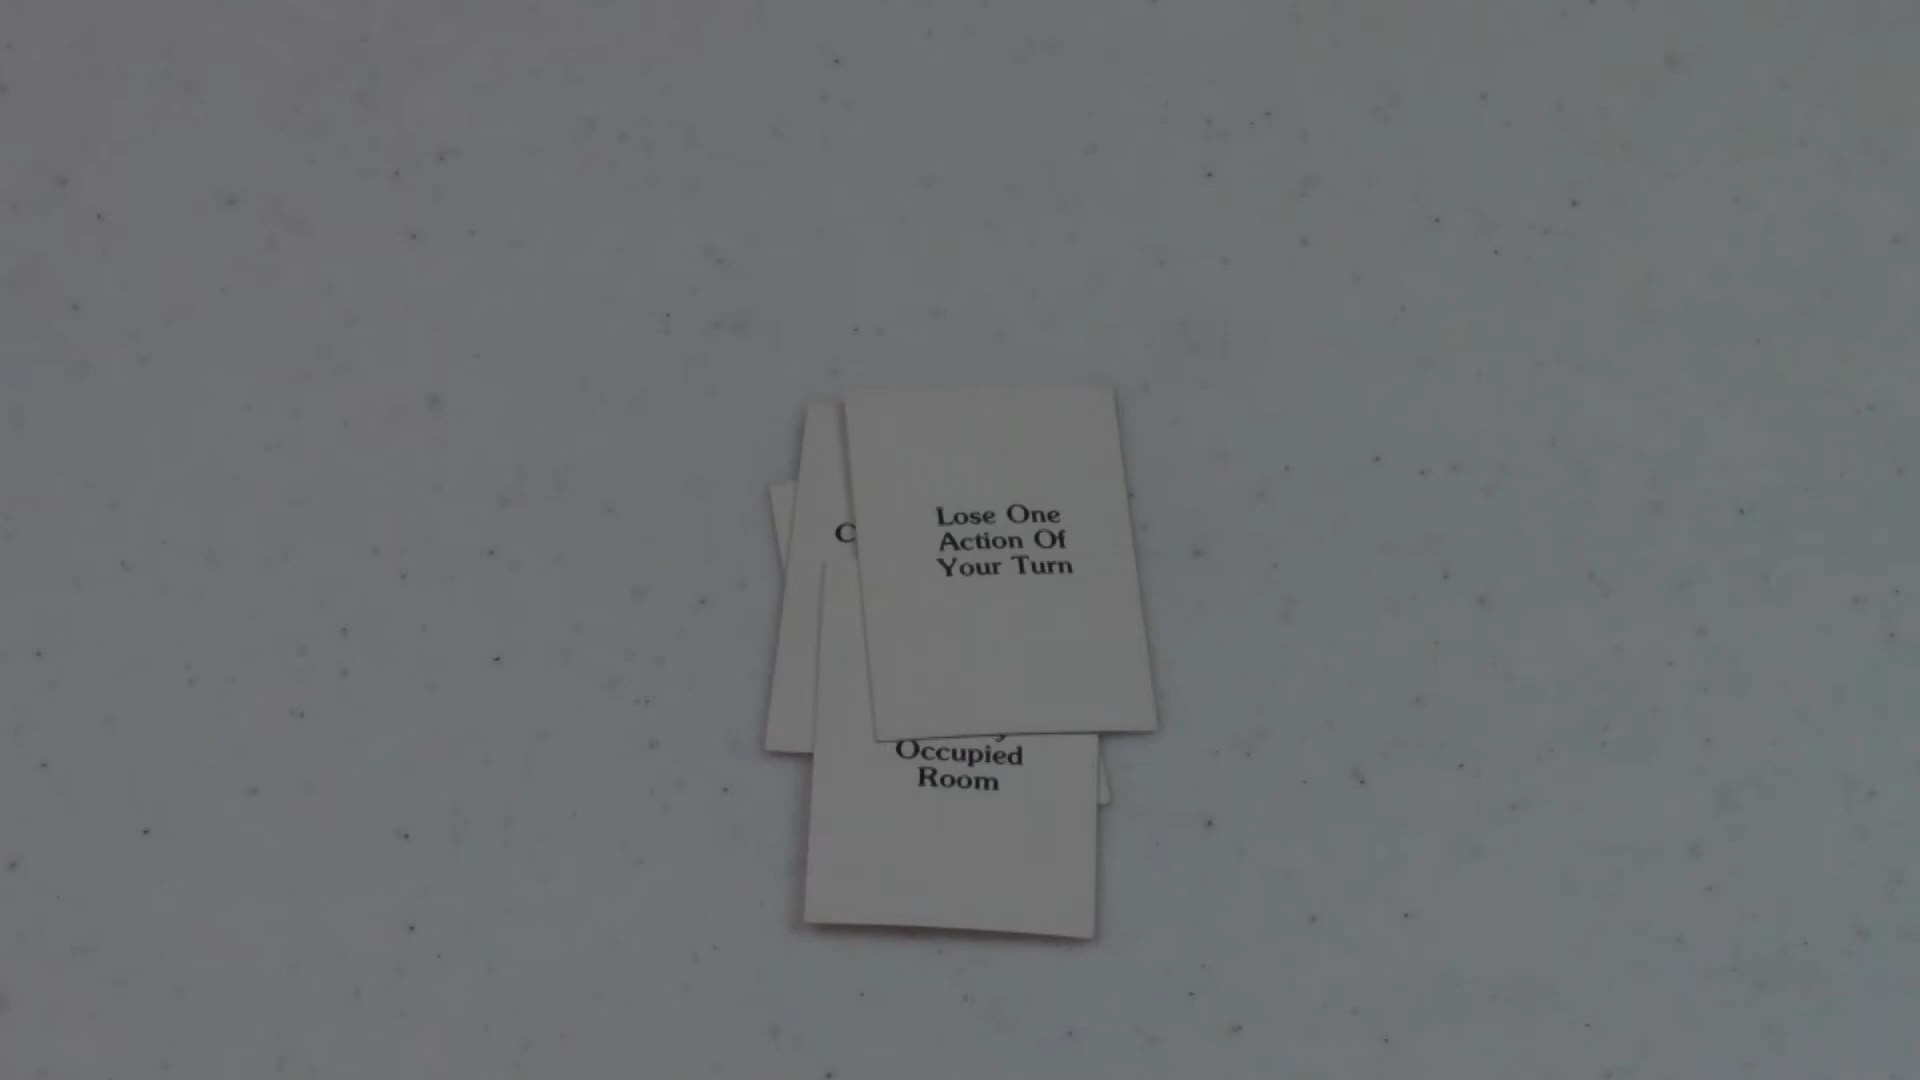 C
Lose One
Action Of
Your Turn
Occupied
Room